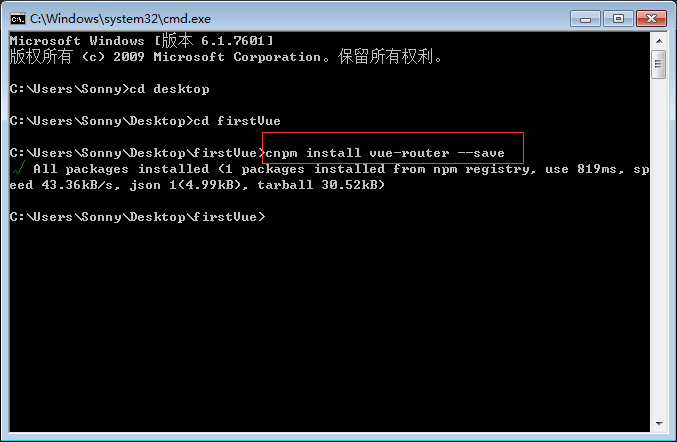 C:\Windows\system32\cmd.exe
Microsoft Windows [版本 6.1.7601]
版权所有 (c) 2009 Microsoft Corporation。保留所有权利。
C:\Users\Sonny>cd desktop
C:\Users\Sonny\Desktop>cd firstVue
C:\Users\Sonny\Desktop\firstVue>cnpm install vue-router --save
√ All packages installed (1 packages installed from npm registry, use 819ms, sp
eed 43.36kB/s, json 1(4.99kB), tarball 30.52kB)
C:\Users\Sonny\Desktop\firstVue>